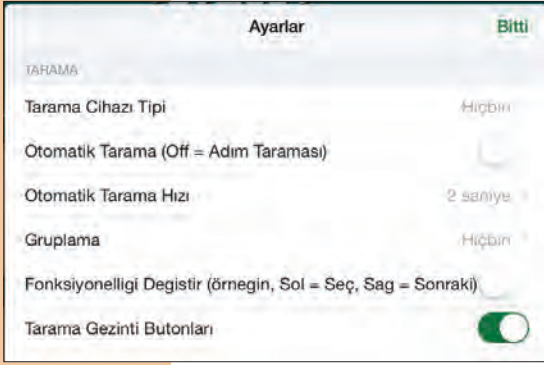 Ayarlar Bitti
TARAMA
Tarama Cihazı Tipi Hiçbiri
Otomatik Tarama (Off = Adım Taraması)
Otomatik Tarama Hızı 2 saniye
Gruplama Hiçbiri
Fonksiyonelligi Degistir (örnegin, Sol = Seç, Sag = Sonraki)
Tarama Gezinti Butonları